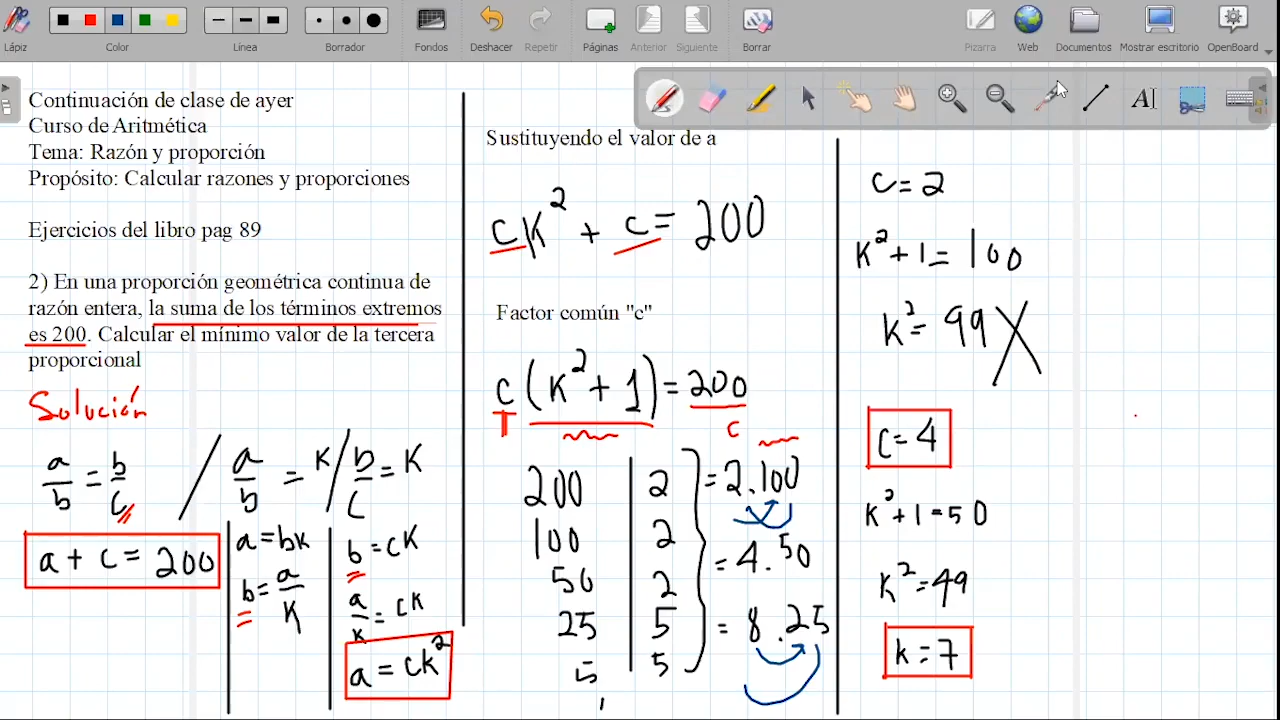 Lápiz
Color
Línea
Borrador
Fondos
Deshacer
Repetir
Páginas
Anterior
Siguiente
Borrar
Pizarra
Web
Documentos
Mostrar escritorio
OpenBoard
Continuación de clase de ayer
Curso de Aritmética
Tema: Razón y proporción
Propósito: Calcular razones y proporciones
Ejercicios del libro pag 89
2) En una proporción geométrica continua de
razón entera, la suma de los términos extremos
es 200. Calcular el mínimo valor de la tercera
proporcional
Solución
a/b = b/c / a/b = K / b/c = K
a + c = 200
a = bK
b = a/K
b = cK
a/K = cK
a = cK²
Sustituyendo el valor de a
cK² + c = 200
Factor común "c"
c (K² + 1) = 200
c
200 | 2 = 2.100
100 | 2
50 | 2 = 4.50
25 | 5 = 8.25
5 | 5
1
c = 2
K² + 1 = 100
K² = 99 X
c = 4
K² + 1 = 50
K² = 49
k = 7